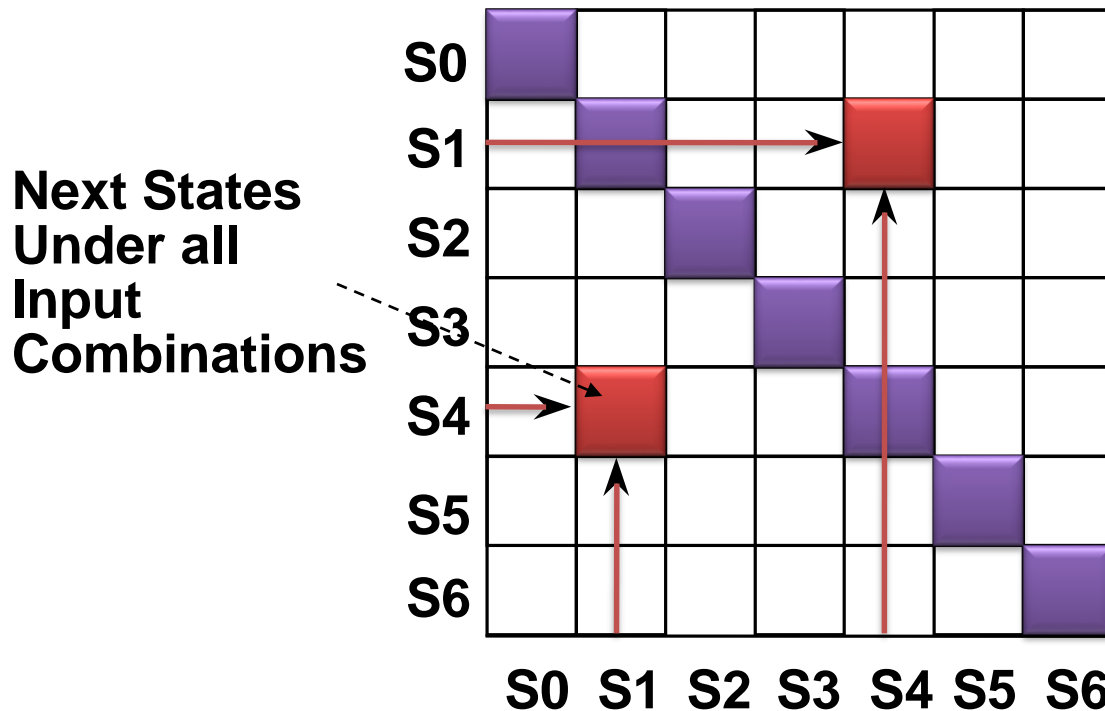 S0
S1
Next States
Under all
Input
Combinations
S2
S3
S4
S5
S6
S0 S1 S2 S3 S4 S5 S6